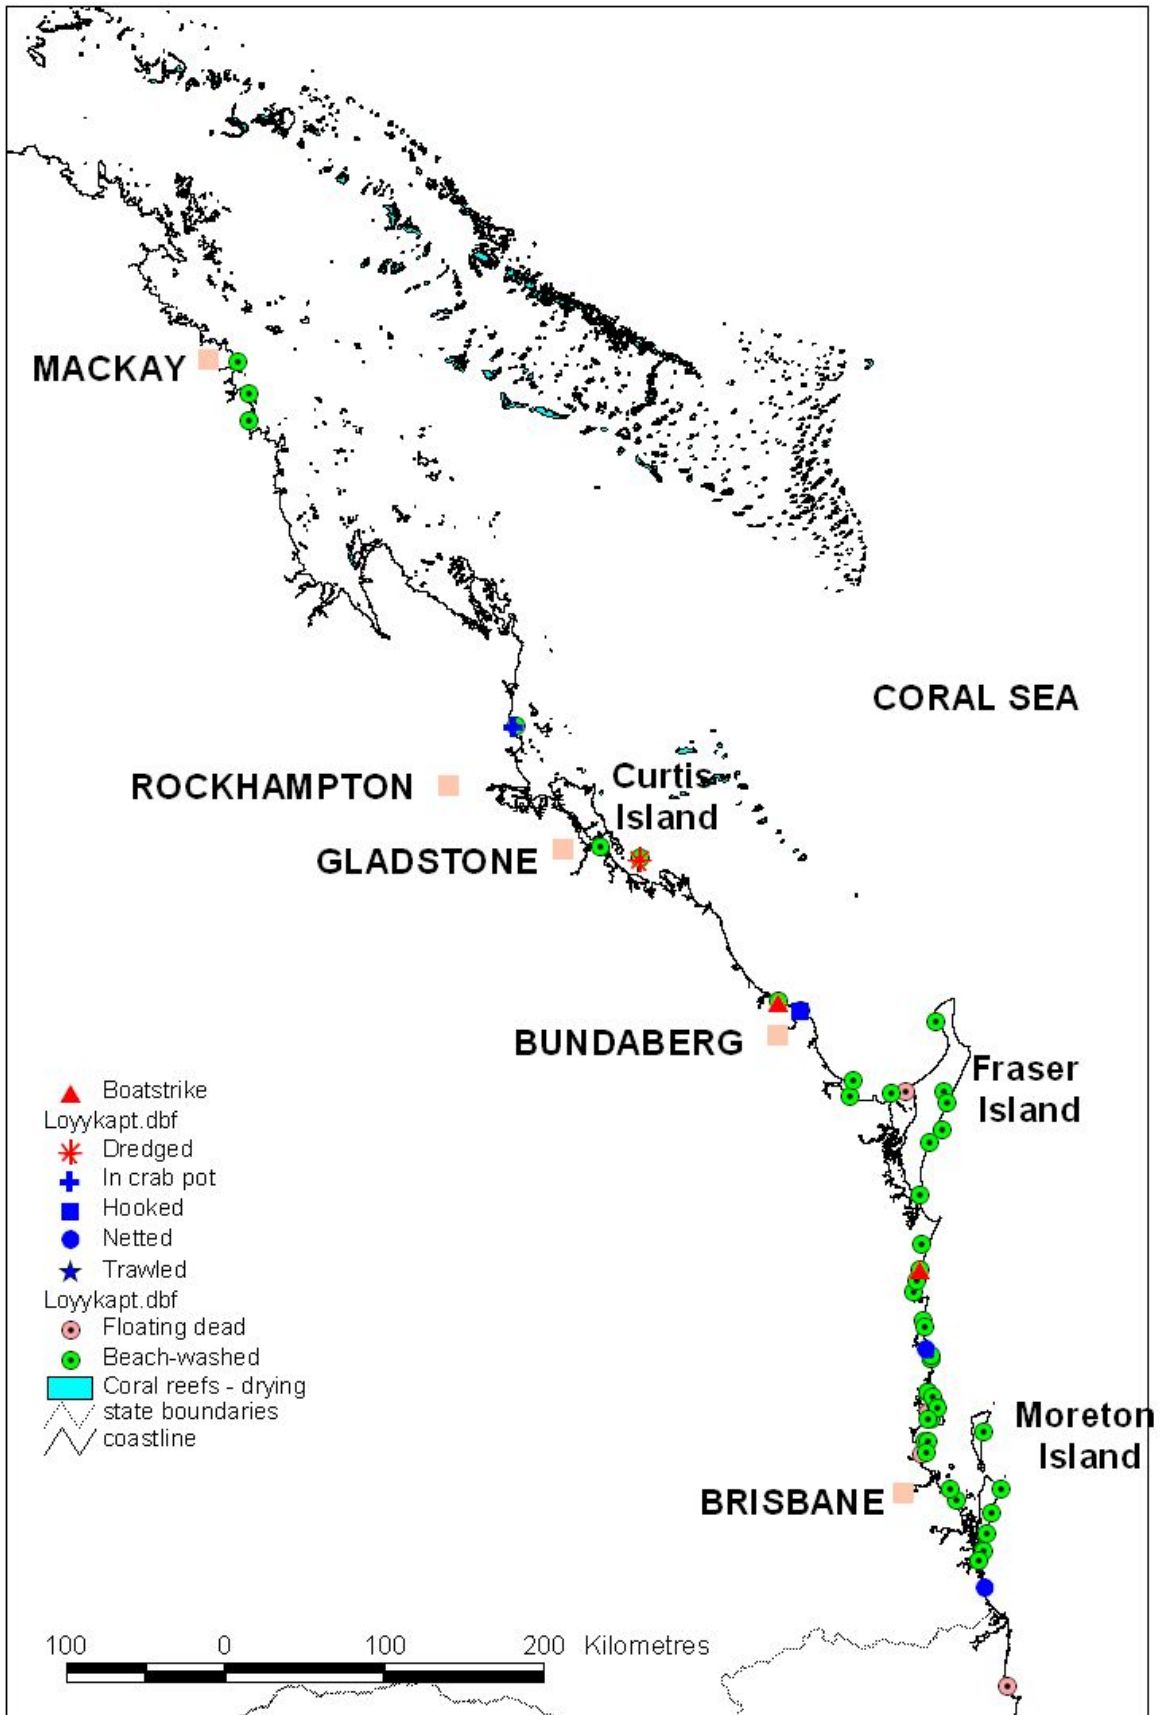 MACKAY
CORAL SEA
ROCKHAMPTON
Curtis
Island
GLADSTONE
BUNDABERG
Fraser
Island
Boatstrike
Loyykapt.dbf
Dredged
In crab pot
Hooked
Netted
Trawled
Loyykapt.dbf
Floating dead
Beach-washed
Coral reefs - drying
state boundaries
coastline
Moreton
Island
BRISBANE
100 0 100 200 Kilometres